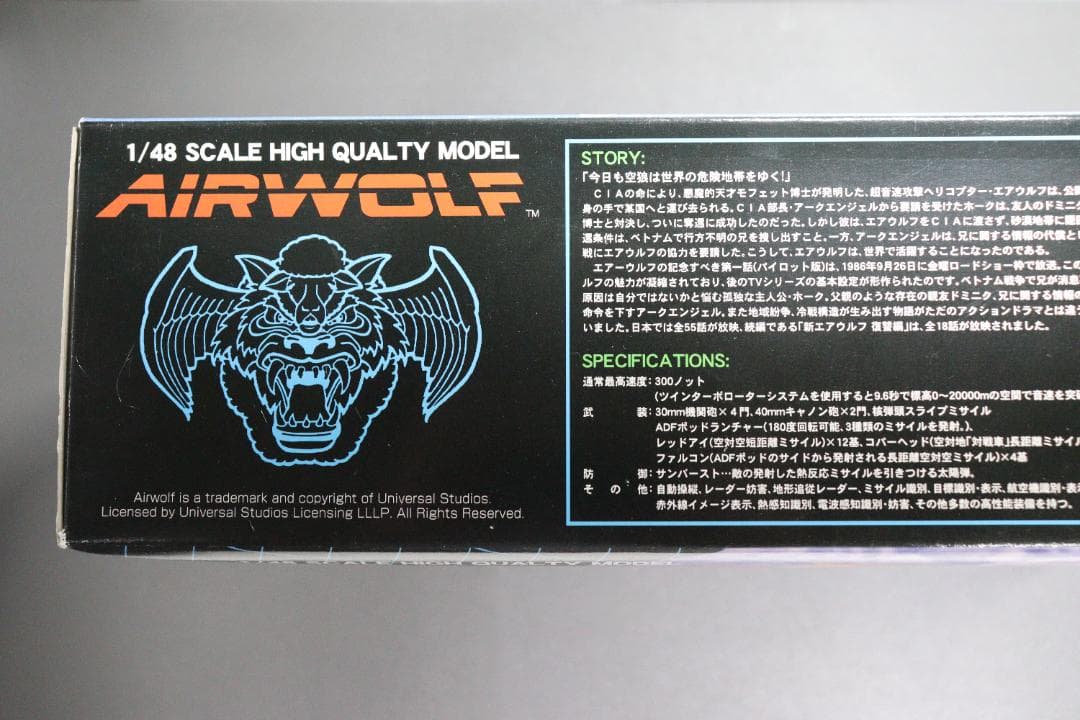 1/48 SCALE HIGH QUALTY MODEL
AIRWOLF™
Airwolf is a trademark and copyright of Universal Studios.
Licensed by Universal Studios Licensing LLLP. All Rights Reserved.
STORY:
「今日も空狼は世界の危険地帯をゆく!」
CIAの命により、悪魔的天才モフェット博士が発明した、超音速攻撃ヘリコプター・エアウルフは、
身の手で某国へと運び去られる。CIA部長・アークエンジェルから要請を受けたホークは、友人のドミニク
博士と対決し、ついに奪還に成功したのだった。しかし彼は、エアウルフをCIAに渡さず、砂漠地帯に
還条件は、ベトナムで行方不明の兄を捜し出すこと。一方、アークエンジェルは、兄に関する情報の代償と
戦にエアウルフの協力を要請した。こうして、エアウルフは、世界で活躍することになったのである。
エアーウルフの記念すべき第一話(パイロット版)は、1986年9月26日に金曜ロードショー枠で放送。この
ルフの魅力が凝縮されており、後のTVシリーズの基本設定が形作られたのです。ベトナム戦争で兄が消息
原因は自分ではないかと悩む孤独な主人公・ホーク。父親のような存在の親友ドミニク、兄に関する情報の
命令を下すアークエンジェル。また地域紛争、冷戦構造が生み出す物語がただのアクションドラマとは違
いました。日本では全55話が放映、続編である「新エアウルフ 復讐編」は、全18話が放映されました。
SPECIFICATIONS:
通常最高速度:300ノット
(ツインターボローターシステムを使用すると9.6秒で標高0〜20000mの空間で音速を突
武 装:30mm機関砲×4門、40mmキャノン砲×2門、核弾頭スライプミサイル
ADFポッドランチャー(180度回転可能、3種類のミサイルを発射。)、
レッドアイ(空対空短距離ミサイル)×12基、コパーヘッド(空対地「対戦車」長距離ミサイル
ファルコン(ADFポッドのサイドから発射される長距離空対空ミサイル)×4基
防 御:サンバースト…敵の発射した熱反応ミサイルを引きつける太陽弾。
そ の 他:自動操縦、レーダー妨害、地形追従レーダー、ミサイル識別、目標識別・表示、航空機識別・表
赤外線イメージ表示、熱感知識別、電波感知識別・妨害、その他多数の高性能装備を持つ。
1/48 SCALE HIGH QUALTY MODEL